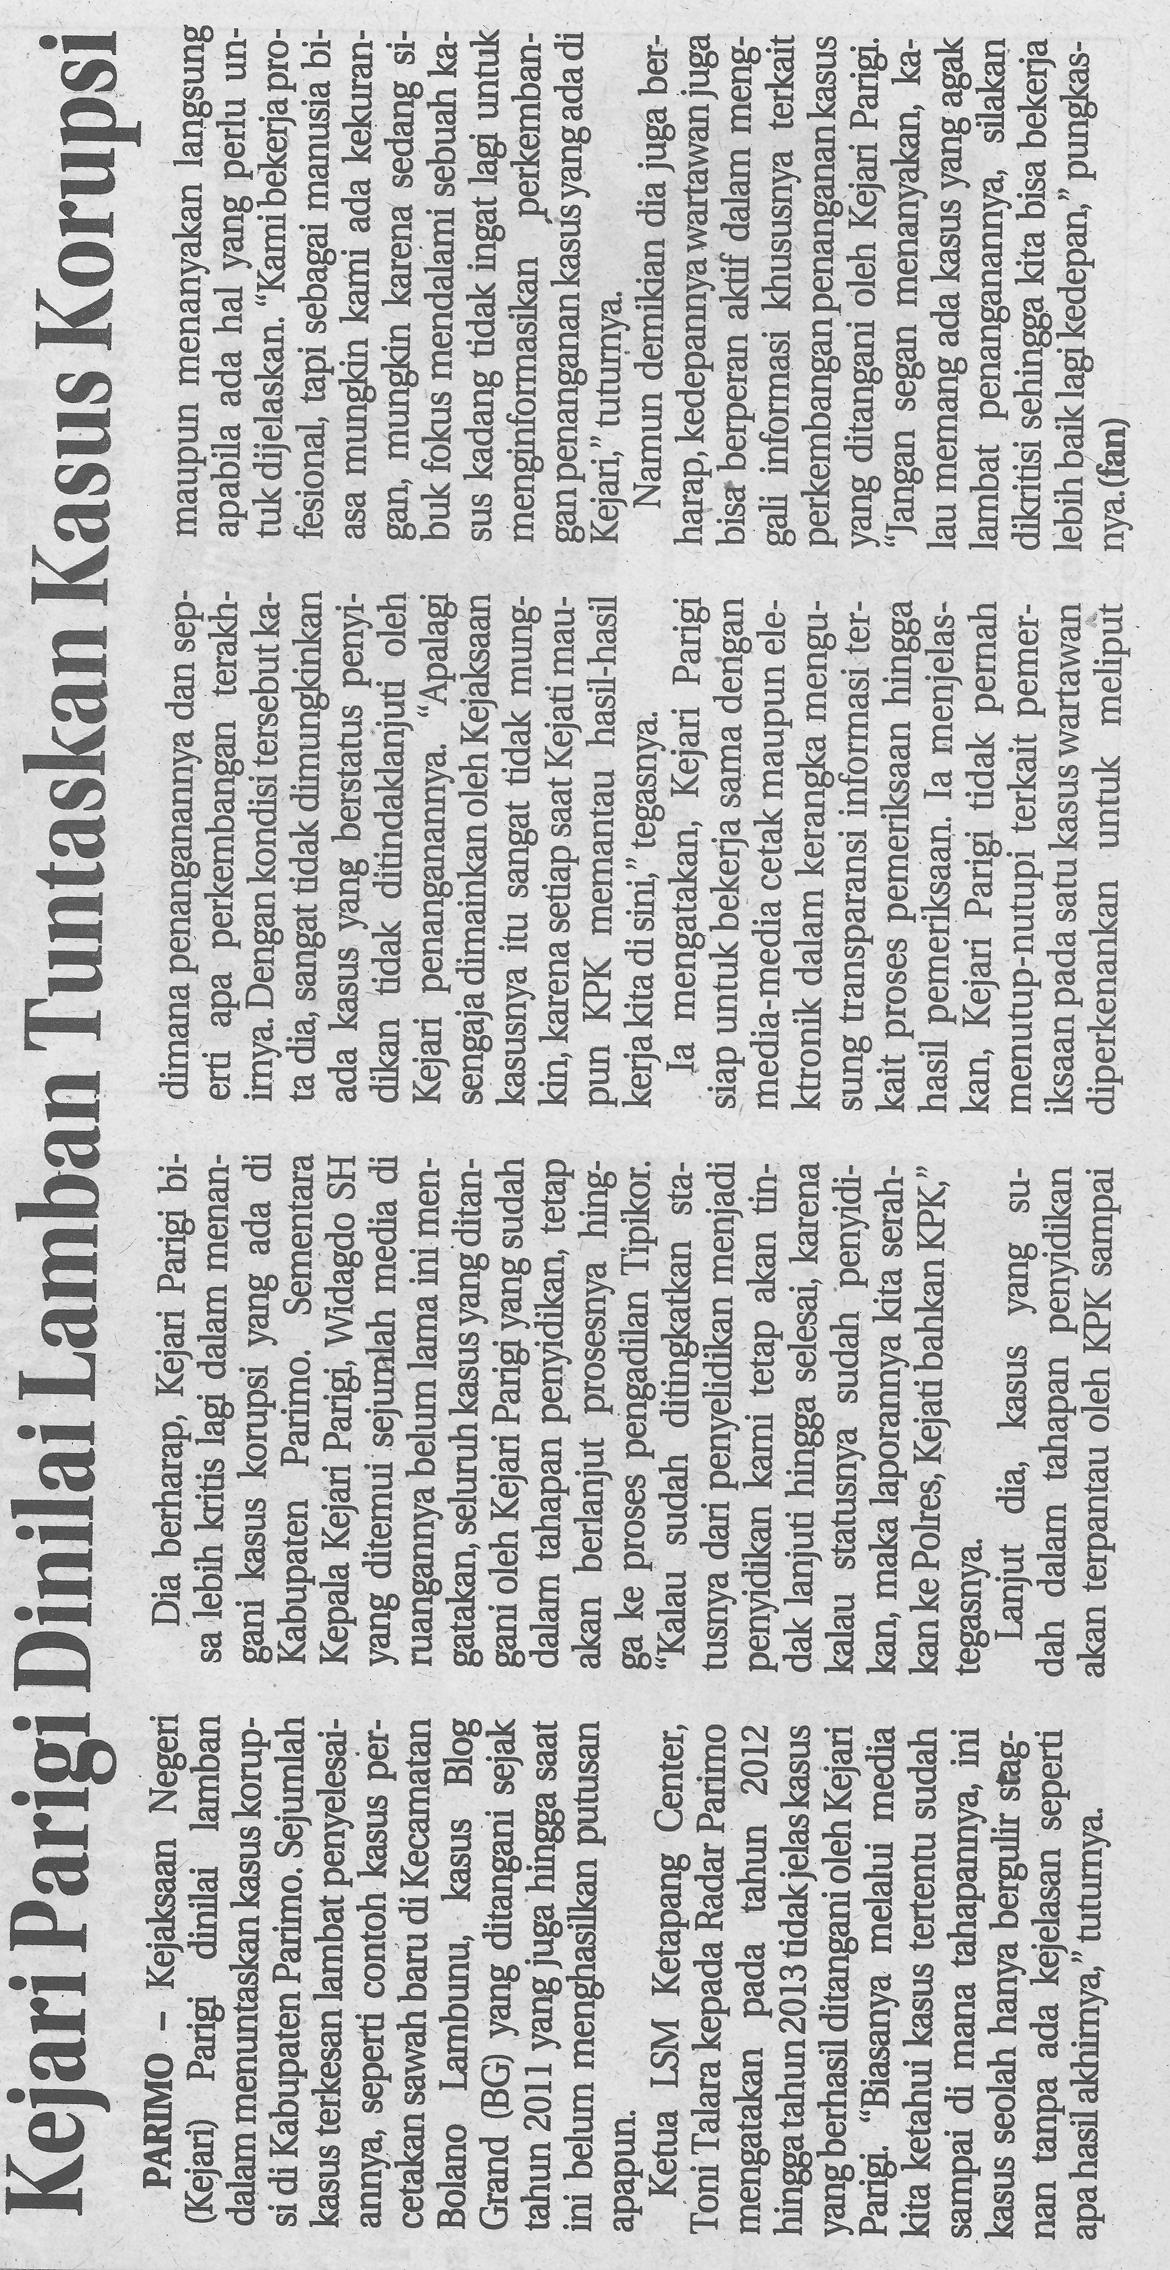 Kejari Parigi Dinilai Lamban Tuntaskan Kasus Korupsi
PARIMO – Kejaksaan Negeri
(Kejari) Parigi dinilai lamban
dalam menuntaskan kasus korup-
si di Kabupaten Parimo. Sejumlah
kasus terkesan lambat penyelesai-
annya, seperti contoh kasus per-
cetakan sawah baru di Kecamatan
Bolano Lambunu, kasus Blog
Grand (BG) yang ditangani sejak
tahun 2011 yang juga hingga saat
ini belum menghasilkan putusan
apapun.
Ketua LSM Ketapang Center,
Toni Talara kepada Radar Parimo
mengatakan pada tahun 2012
hingga tahun 2013 tidak jelas kasus
yang berhasil ditangani oleh Kejari
Parigi. “Biasanya melalui media
kita ketahui kasus tertentu sudah
sampai di mana tahapannya, ini
kasus seolah hanya bergulir stag-
nan tanpa ada kejelasan seperti
apa hasil akhirnya,” tuturnya.
Dia berharap, Kejari Parigi bi-
sa lebih kritis lagi dalam menan-
gani kasus korupsi yang ada di
Kabupaten Parimo. Sementara
Kepala Kejari Parigi, Widagdo SH
yang ditemui sejumlah media di
ruangannya belum lama ini men-
gatakan, seluruh kasus yang ditan-
gani oleh Kejari Parigi yang sudah
dalam tahapan penyidikan, tetap
akan berlanjut prosesnya hing-
ga ke proses pengadilan Tipikor.
“Kalau sudah ditingkatkan sta-
tusnya dari penyelidikan menjadi
penyidikan kami tetap akan tin-
dak lanjuti hingga selesai, karena
kalau statusnya sudah penyidi-
kan, maka laporannya kita serah-
kan ke Polres, Kejati bahkan KPK,”
tegasnya.
Lanjut dia, kasus yang su-
dah dalam tahapan penyidikan
akan terpantau oleh KPK sampai
dimana penanganannya dan sep-
erti apa perkembangan terakh-
irnya. Dengan kondisi tersebut ka-
ta dia, sangat tidak dimungkinkan
ada kasus yang berstatus penyi-
dikan tidak ditindaklanjuti oleh
Kejari penanganannya. “Apalagi
sengaja dimainkan oleh Kejaksaan
kasusnya itu sangat tidak mung-
kin, karena setiap saat Kejati mau-
pun KPK memantau hasil-hasil
kerja kita di sini,” tegasnya.
Ia mengatakan, Kejari Parigi
siap untuk bekerja sama dengan
media-media cetak maupun ele-
ktronik dalam kerangka mengu-
sung transparansi informasi ter-
kait proses pemeriksaan hingga
hasil pemeriksaan. Ia menjelas-
kan, Kejari Parigi tidak pernah
menutup-nutupi terkait pemer-
iksaan pada satu kasus wartawan
diperkenankan untuk meliput
maupun menanyakan langsung
apabila ada hal yang perlu un-
tuk dijelaskan. “Kami bekerja pro-
fesional, tapi sebagai manusia bi-
asa mungkin kami ada kekuran-
gan, mungkin karena sedang si-
buk fokus mendalami sebuah ka-
sus kadang tidak ingat lagi untuk
menginformasikan perkemban-
gan penanganan kasus yang ada di
Kejari,” tuturnya.
Namun demikian dia juga ber-
harap, kedepannya wartawan juga
bisa berperan aktif dalam meng-
gali informasi khususnya terkait
perkembangan penanganan kasus
yang ditangani oleh Kejari Parigi.
“Jangan segan menanyakan, ka-
lau memang ada kasus yang agak
lambat penanganannya, silakan
dikritisi sehingga kita bisa bekerja
lebih baik lagi kedepan,” pungkas-
nya.(fan)